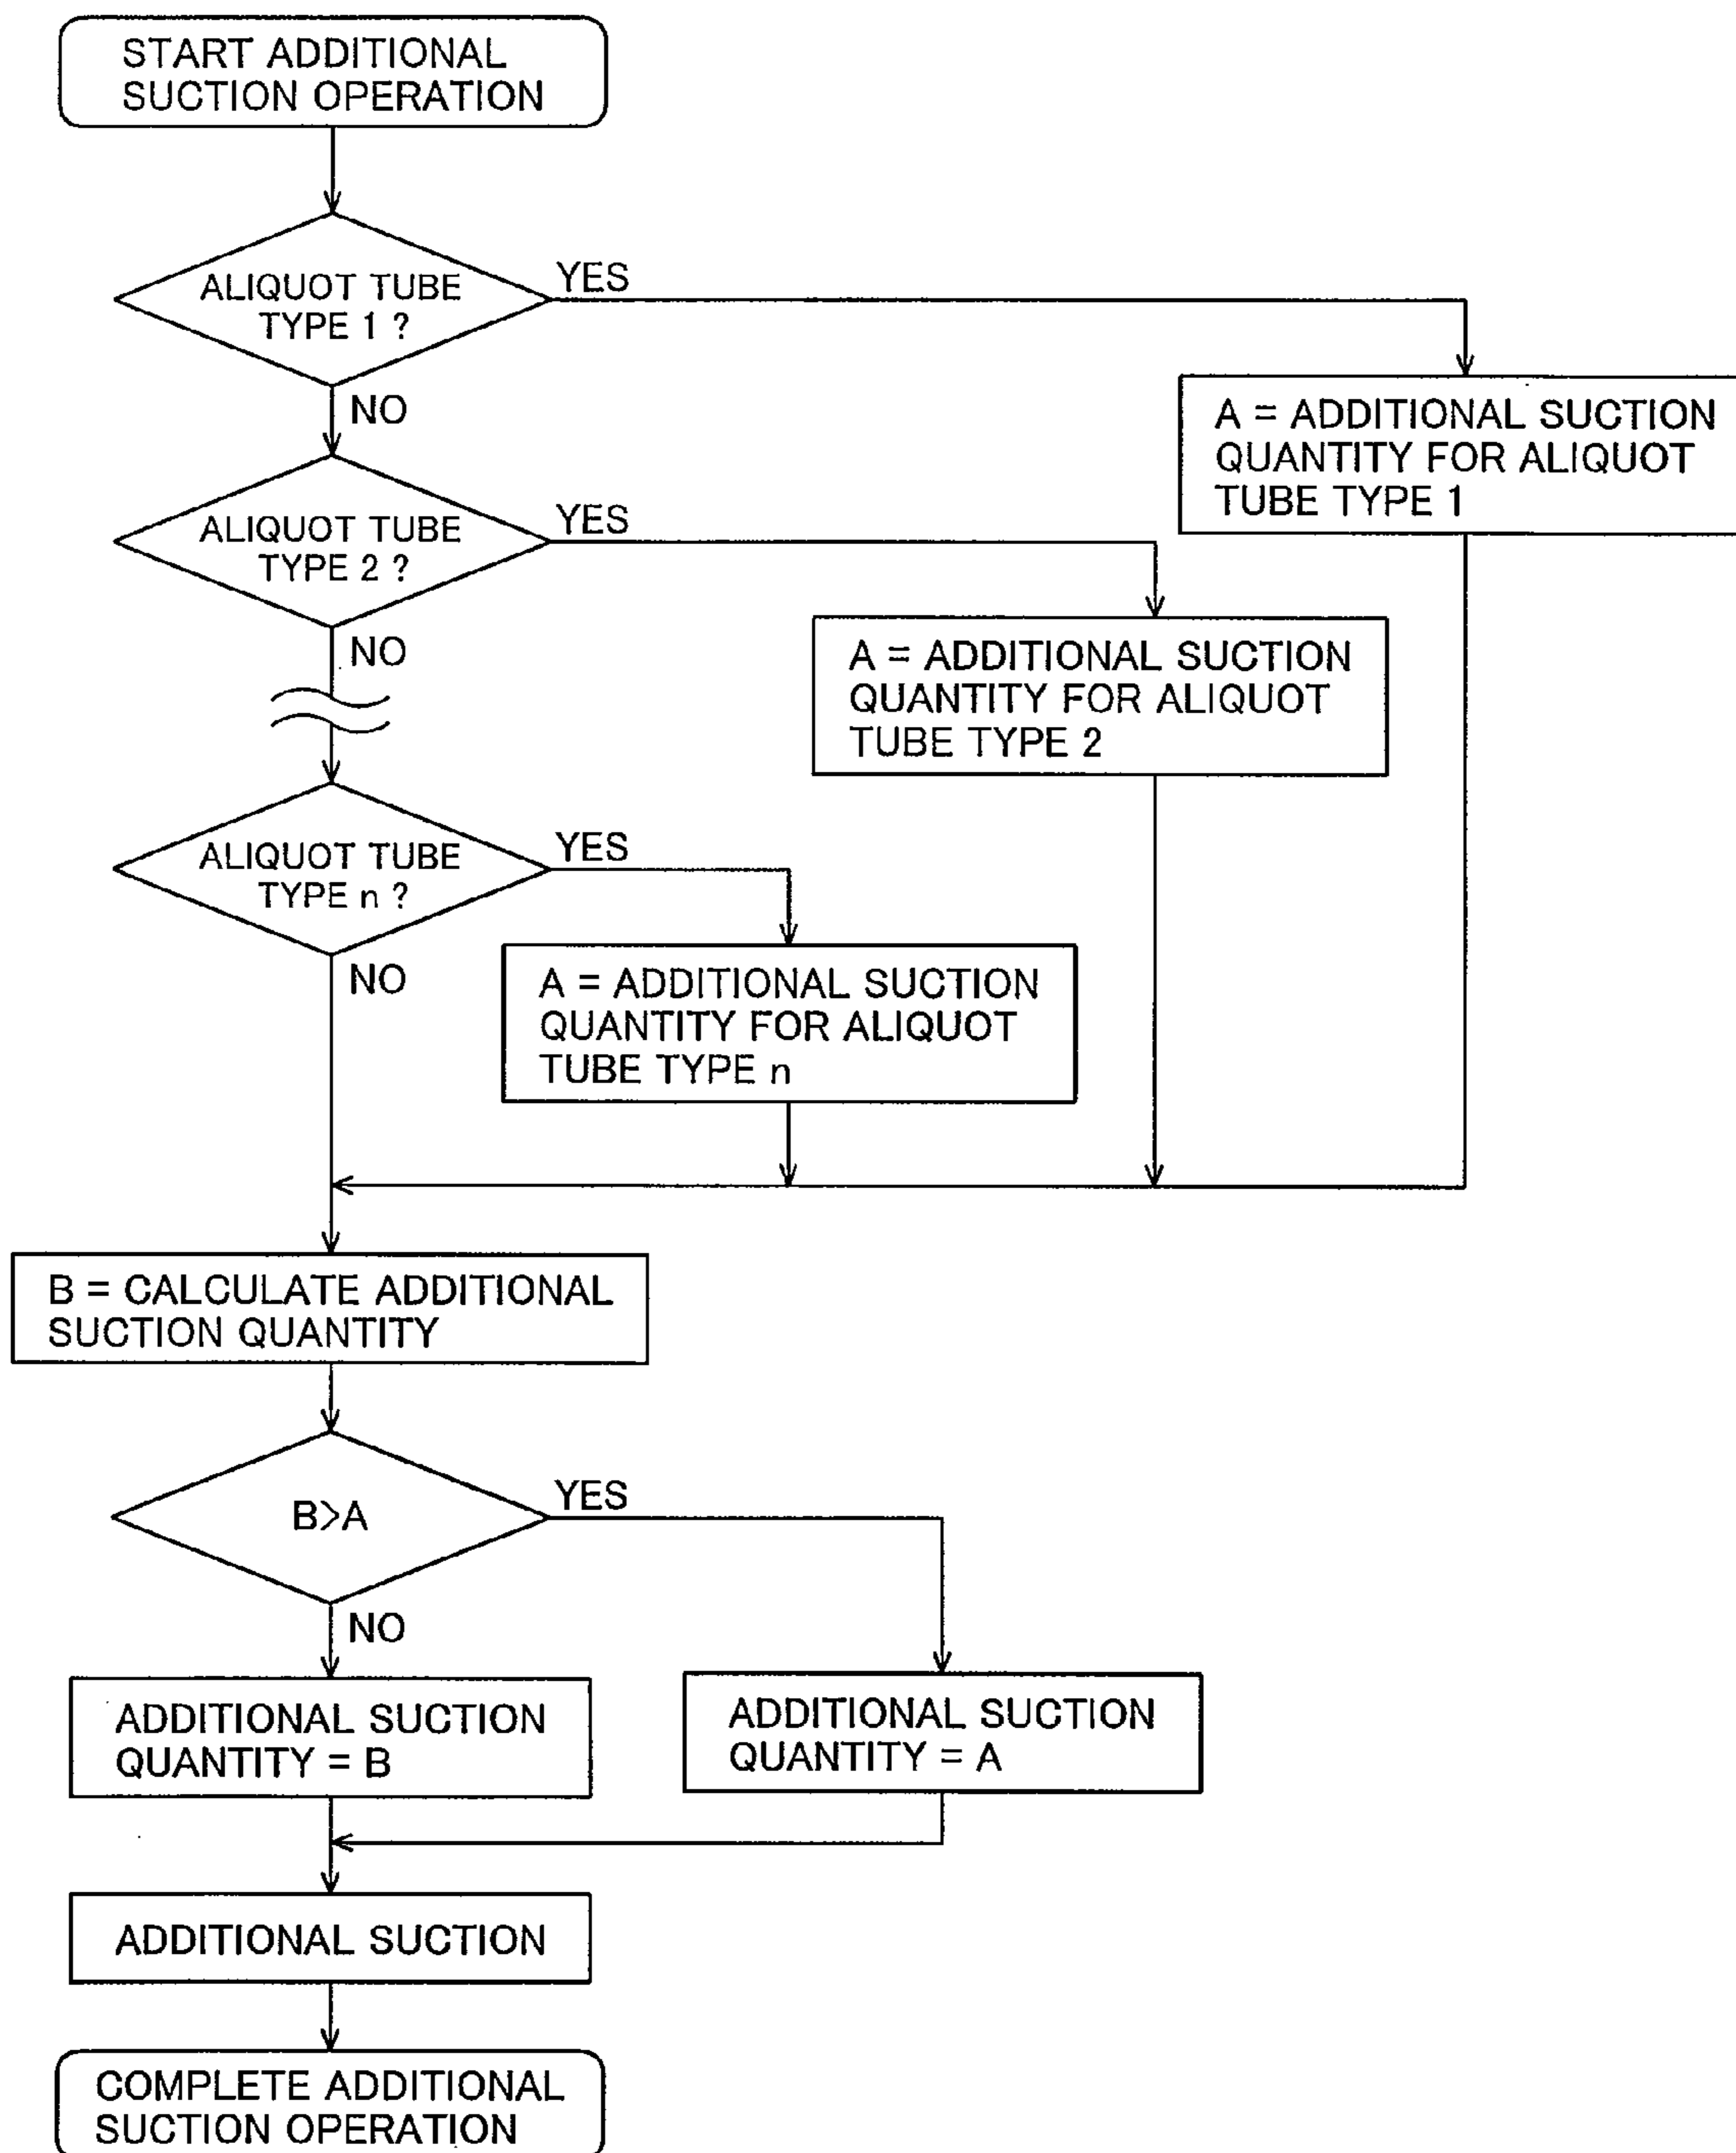 START ADDITIONAL
SUCTION OPERATION
ALIQUOT TUBE
TYPE 1 ?
YES
NO
A = ADDITIONAL SUCTION
QUANTITY FOR ALIQUOT
TUBE TYPE 1
ALIQUOT TUBE
TYPE 2 ?
YES
NO
A = ADDITIONAL SUCTION
QUANTITY FOR ALIQUOT
TUBE TYPE 2
ALIQUOT TUBE
TYPE n ?
YES
NO
A = ADDITIONAL SUCTION
QUANTITY FOR ALIQUOT
TUBE TYPE n
B = CALCULATE ADDITIONAL
SUCTION QUANTITY
B>A
YES
NO
ADDITIONAL SUCTION
QUANTITY = B
ADDITIONAL SUCTION
QUANTITY = A
ADDITIONAL SUCTION
COMPLETE ADDITIONAL
SUCTION OPERATION